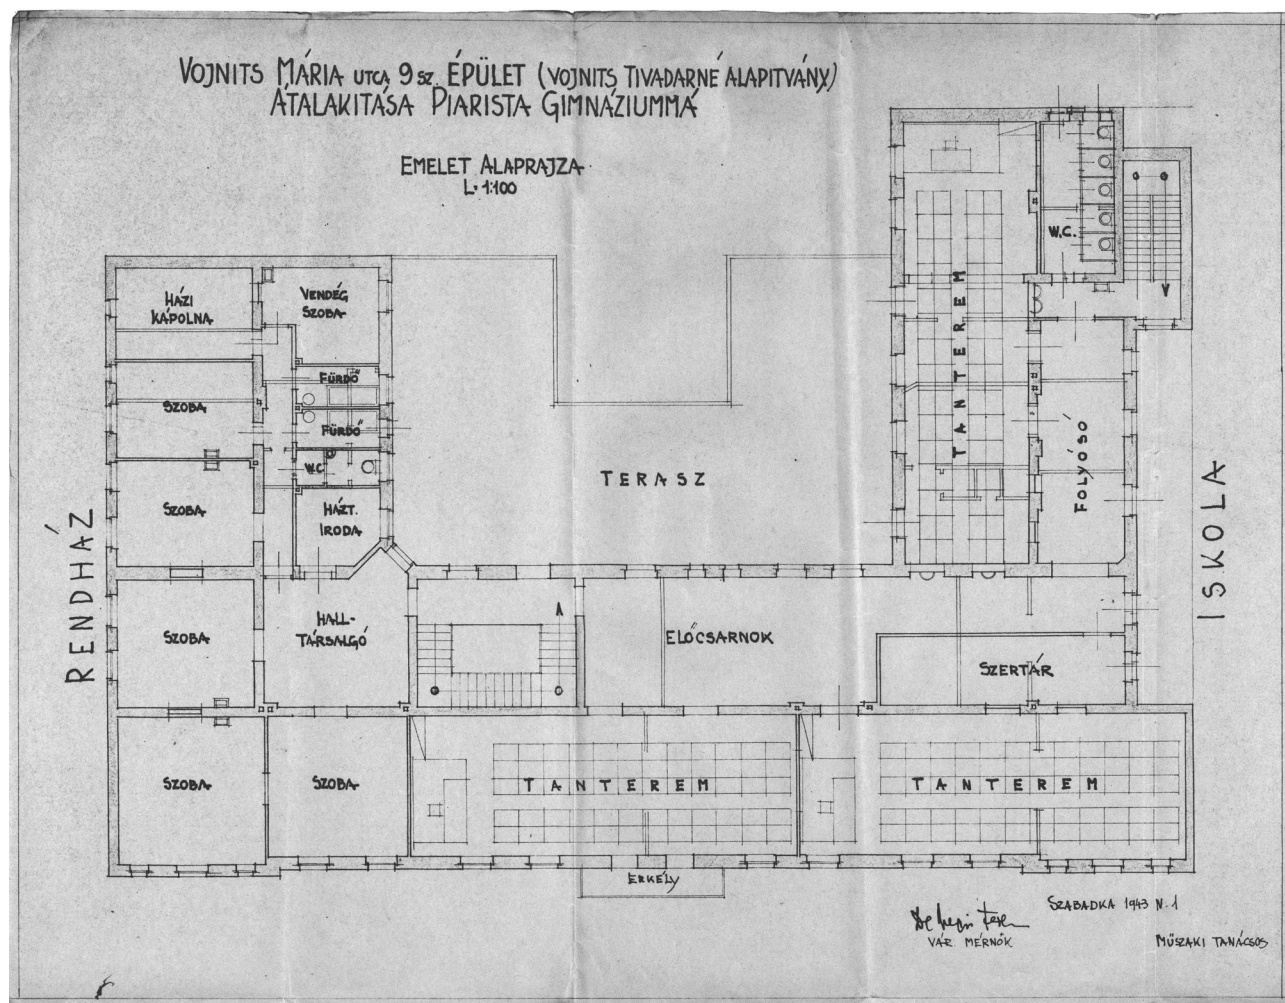 VOJNITS MÁRIA UTCA 9 SZ. ÉPÜLET (VOJNITS TIVADARNÉ ALAPITVÁNY)
ÁTALAKITÁSA PIARISTA GIMNÁZIUMMÁ
EMELET ALAPRAJZA
L. 1:100
RENDHÁZ
HÁZI
KÁPOLNA
VENDÉG
SZOBA
SZOBA
FÜRDŐ
FÜRDŐ
W.C.
SZOBA
HÁZT.
IRODA
SZOBA
HALL-
TÁRSALGÓ
SZOBA
SZOBA
TERASZ
ELŐCSARNOK
TANTEREM
ERKÉLY
W.C.
TANTEREM
FOLYÓSÓ
SZERTÁR
TANTEREM
ISKOLA
SZABADKA 1943 V. 1
VÁR. MÉRNÖK
MŰSZAKI TANÁCSOS